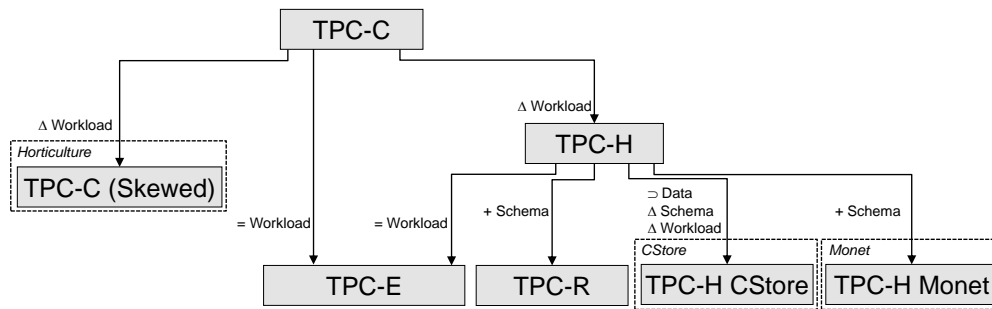 TPC-C
Δ Workload
Δ Workload
Horticulture
TPC-C (Skewed)
TPC-H
= Workload
= Workload
+ Schema
⊃ Data
Δ Schema
Δ Workload
+ Schema
TPC-E
TPC-R
CStore
TPC-H CStore
Monet
TPC-H Monet